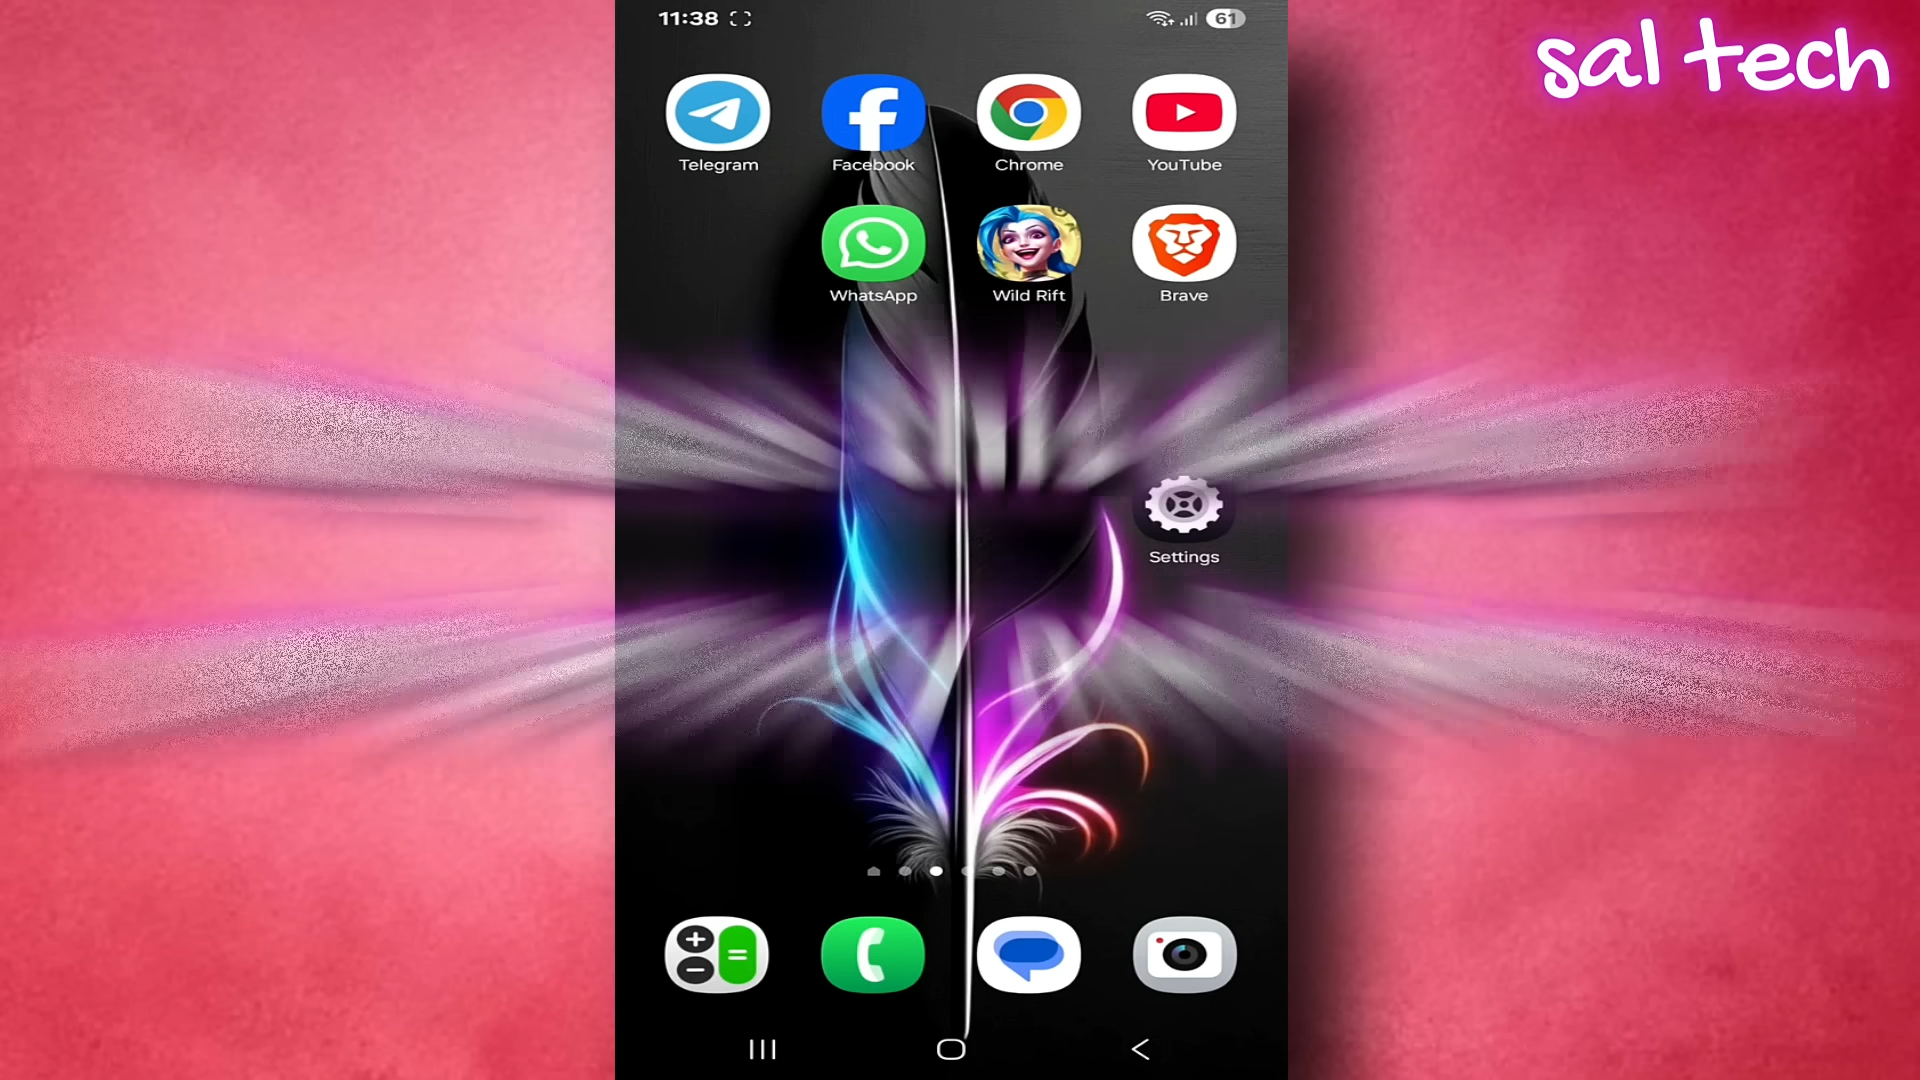 sal tech
11:38
61
Telegram
Facebook
Chrome
YouTube
WhatsApp
Wild Rift
Brave
Settings